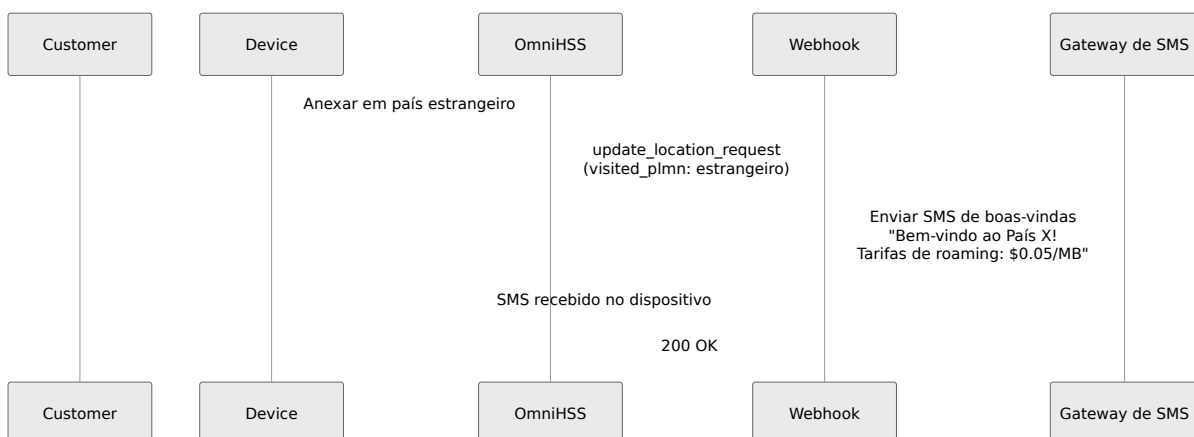 Customer
Device
OmniHSS
Webhook
Gateway de SMS
Anexar em país estrangeiro
update_location_request
(visited_plmn: estrangeiro)
Enviar SMS de boas-vindas
"Bem-vindo ao País X!
Tarifas de roaming: $0.05/MB"
SMS recebido no dispositivo
200 OK
Customer
Device
OmniHSS
Webhook
Gateway de SMS